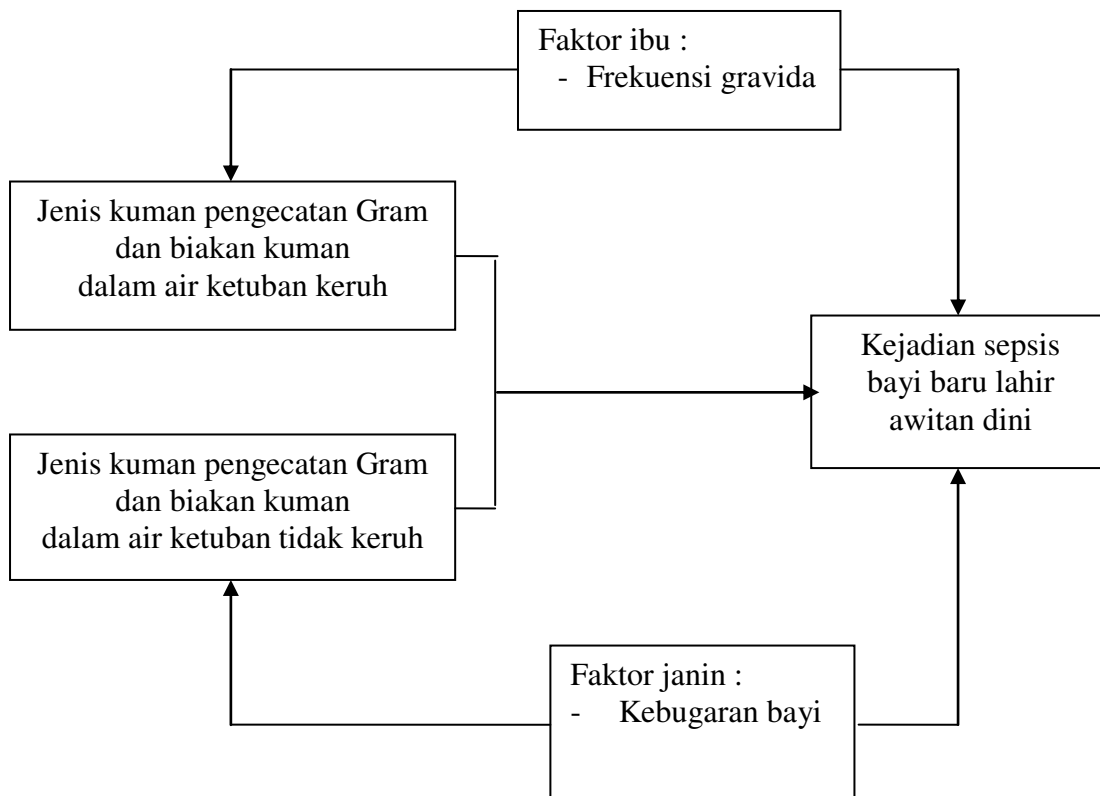 Faktor ibu :
- Frekuensi gravida
Jenis kuman pengecatan Gram
dan biakan kuman
dalam air ketuban keruh
Kejadian sepsis
bayi baru lahir
awitan dini
Jenis kuman pengecatan Gram
dan biakan kuman
dalam air ketuban tidak keruh
Faktor janin :
- Kebugaran bayi